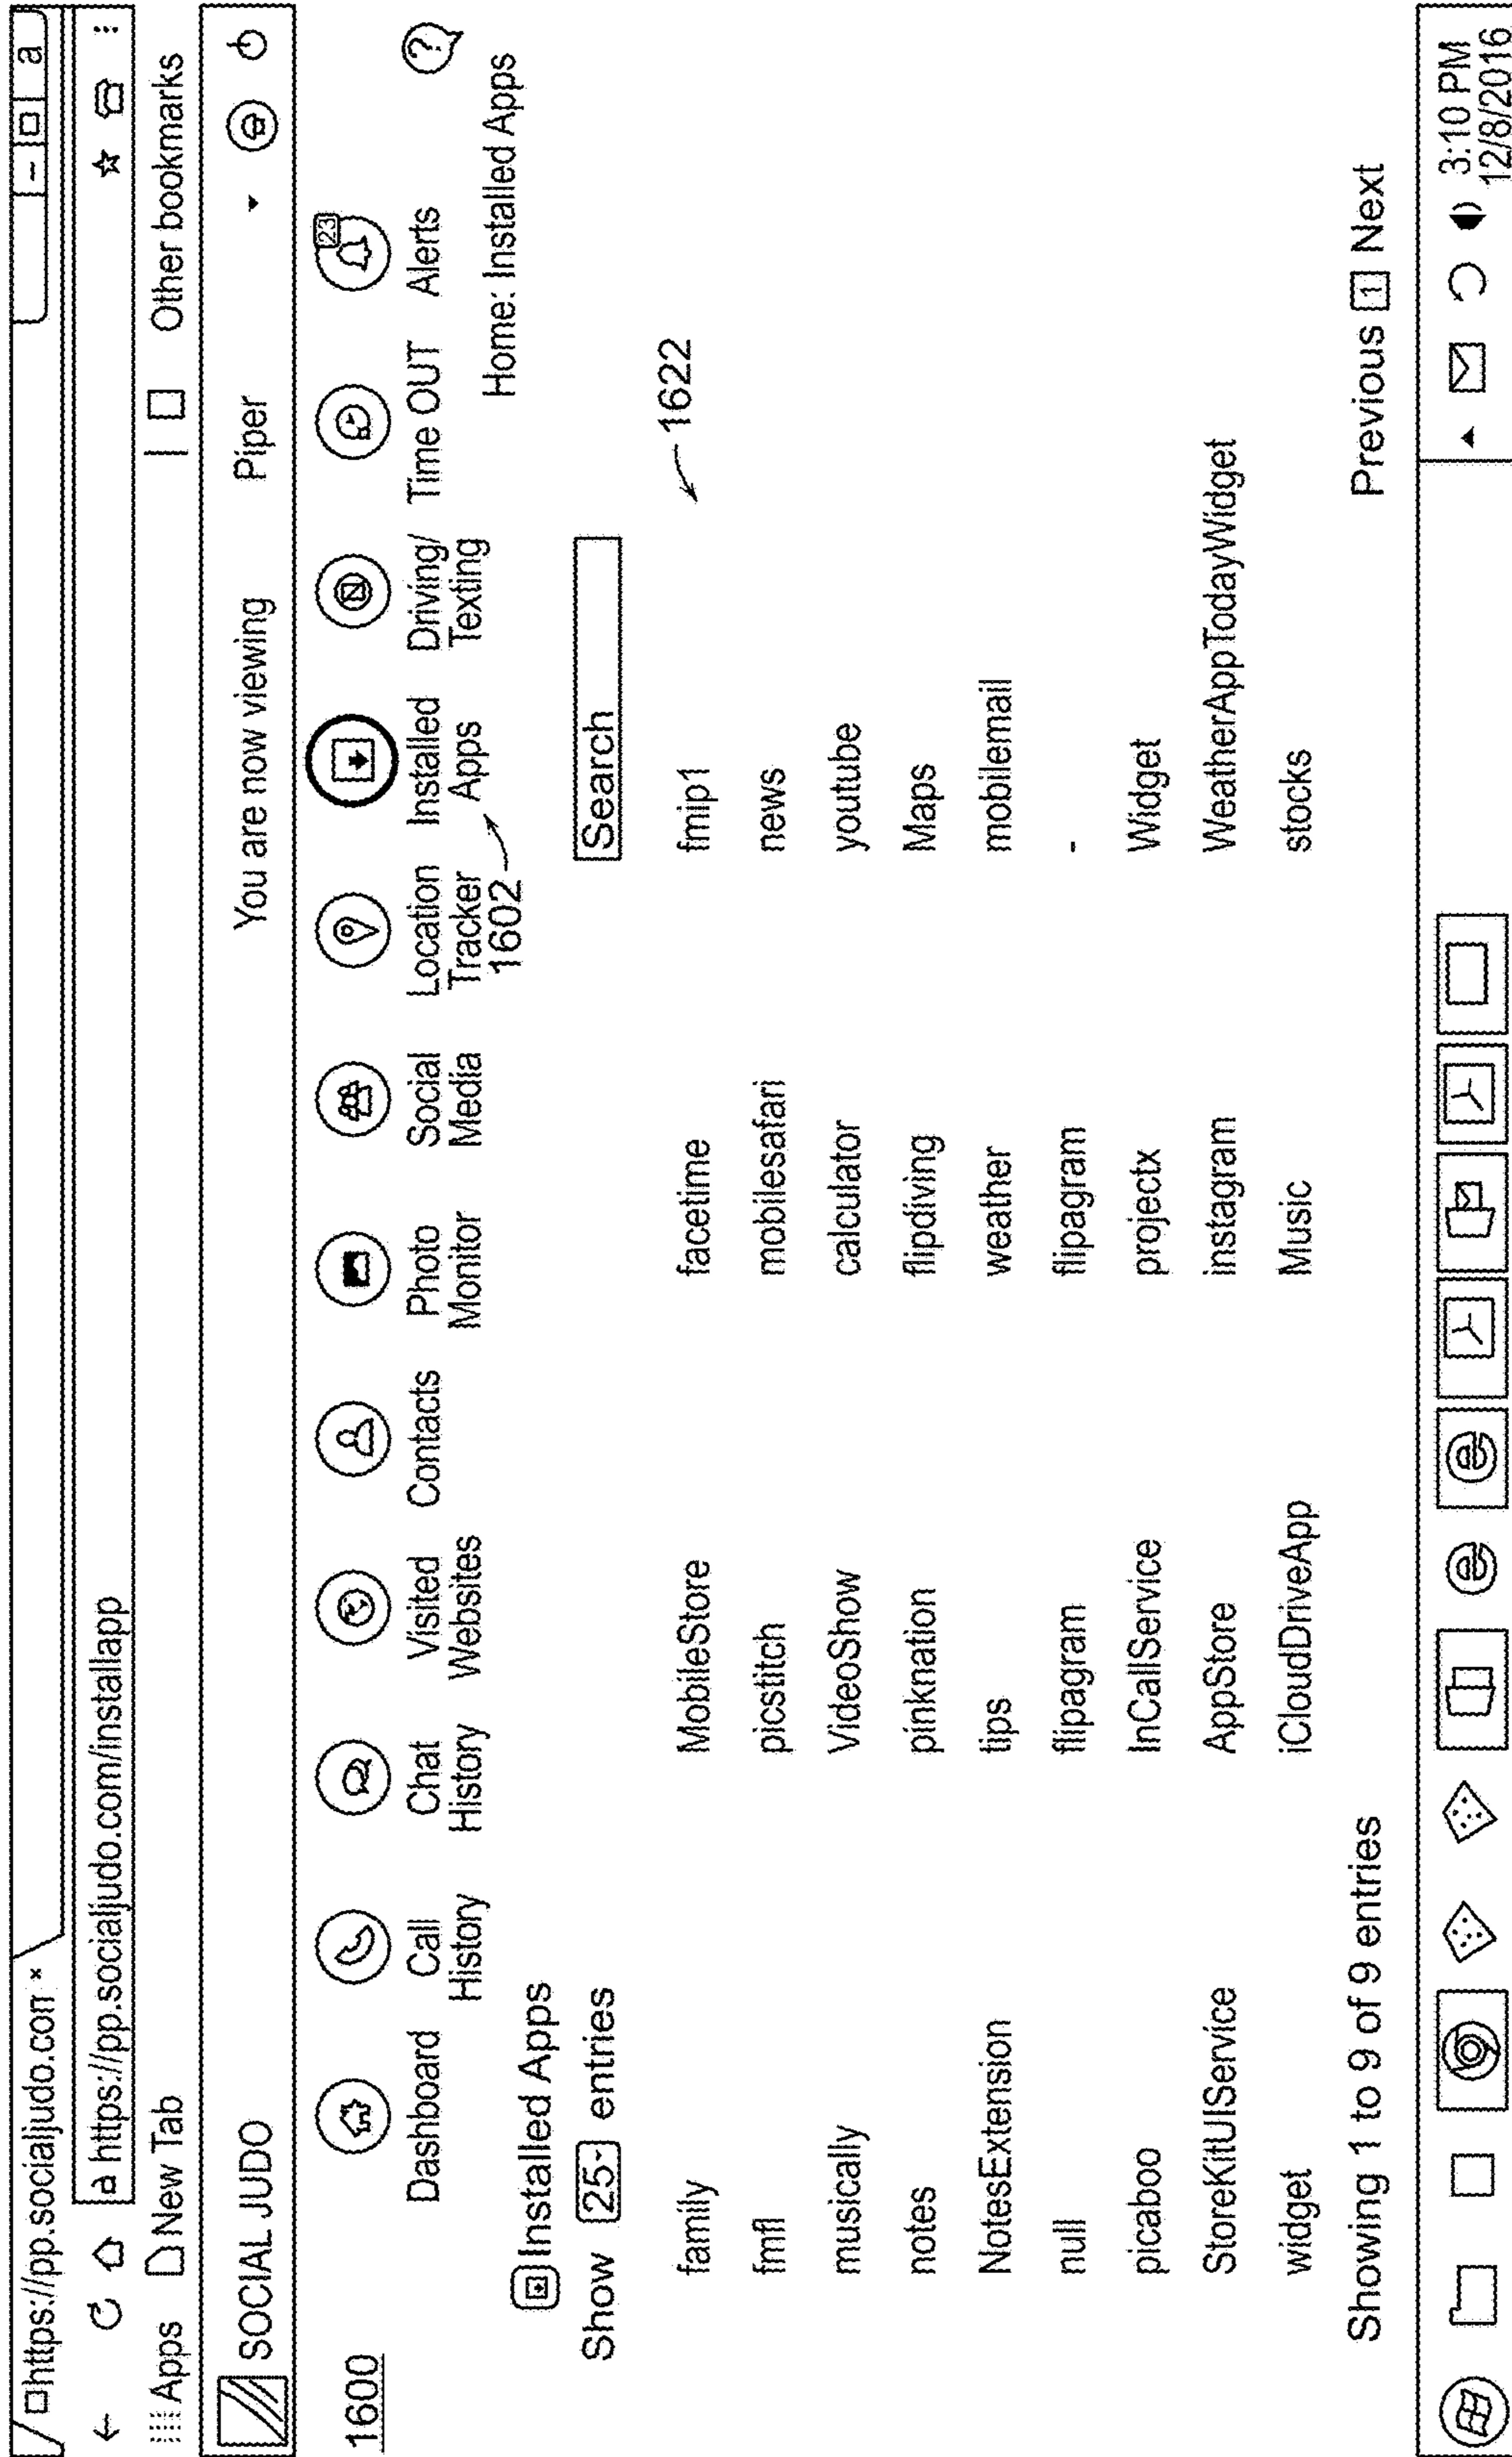 https://pp.socialjudo.con ×
- a
a https://pp.socialjudo.com/installapp
Apps New Tab Other bookmarks
SOCIAL JUDO You are now viewing Piper
1600
23
Dashboard
Call History
Chat History
Visited Websites
Contacts
Photo Monitor
Social Media
Location Tracker
Installed Apps
Driving/ Texting
Time OUT
Alerts
?
1602
Home: Installed Apps
Installed Apps
Show 25 entries Search
1622
family MobileStore facetime fmip1
fmfl picstitch mobilesafari news
musically VideoShow calculator youtube
notes pinknation flipdiving Maps
NotesExtension tips weather mobilemail
null flipagram flipagram -
picaboo InCallService projectx Widget
StoreKitUIService AppStore instagram WeatherAppTodayWidget
widget iCloudDriveApp Music stocks
Showing 1 to 9 of 9 entries Previous 1 Next
e e
3:10 PM
12/8/2016